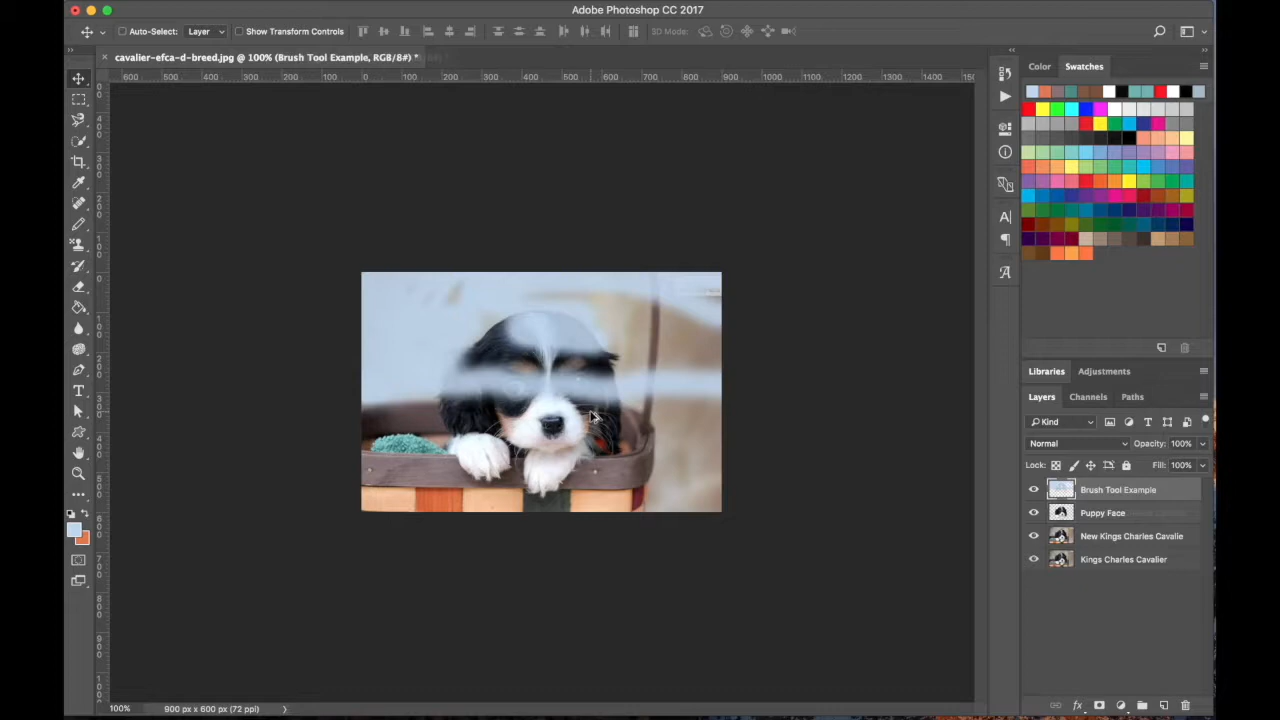 Adobe Photoshop CC 2017
Auto-Select: Layer Show Transform Controls 3D Mode:
cavalier-efca-d-breed.jpg @ 100% (Brush Tool Example, RGB/8#) *
600 500 400 300 200 100 0 100 200 300 400 500 600 700 800 900 1000 1100 1200 1300 1400
Color Swatches
Libraries Adjustments
Layers Channels Paths
Kind
Normal Opacity: 100%
Lock: Fill: 100%
Brush Tool Example
Puppy Face
New Kings Charles Cavalie
Kings Charles Cavalier
100% 900 px x 600 px (72 ppi)